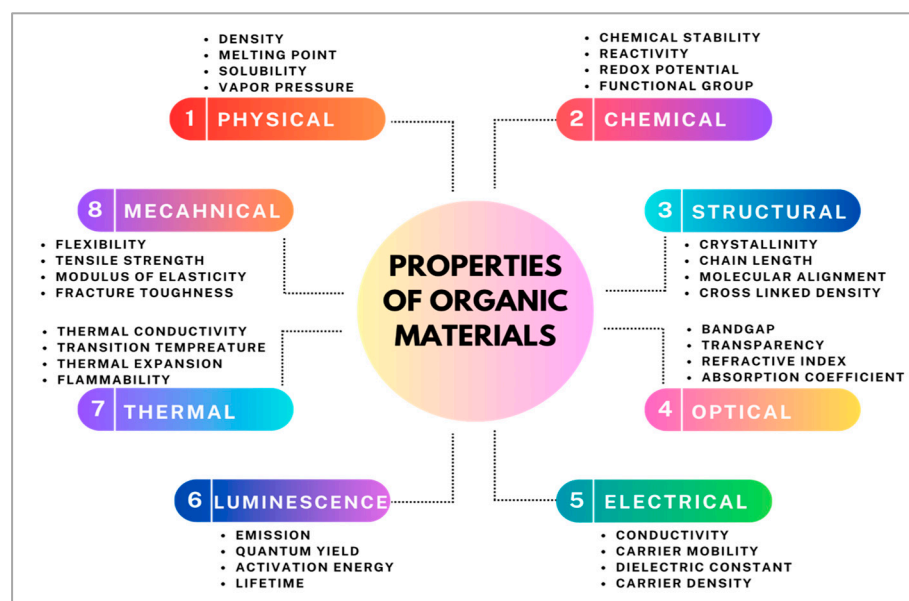 • DENSITY
• MELTING POINT
• SOLUBILITY
• VAPOR PRESSURE
1 PHYSICAL
• CHEMICAL STABILITY
• REACTIVITY
• REDOX POTENTIAL
• FUNCTIONAL GROUP
2 CHEMICAL
8 MECAHNICAL
• FLEXIBILITY
• TENSILE STRENGTH
• MODULUS OF ELASTICITY
• FRACTURE TOUGHNESS
PROPERTIES
OF ORGANIC
MATERIALS
3 STRUCTURAL
• CRYSTALLINITY
• CHAIN LENGTH
• MOLECULAR ALIGNMENT
• CROSS LINKED DENSITY
• THERMAL CONDUCTIVITY
• TRANSITION TEMPREATURE
• THERMAL EXPANSION
• FLAMMABILITY
7 THERMAL
• BANDGAP
• TRANSPARENCY
• REFRACTIVE INDEX
• ABSORPTION COEFFICIENT
4 OPTICAL
6 LUMINESCENCE
• EMISSION
• QUANTUM YIELD
• ACTIVATION ENERGY
• LIFETIME
5 ELECTRICAL
• CONDUCTIVITY
• CARRIER MOBILITY
• DIELECTRIC CONSTANT
• CARRIER DENSITY